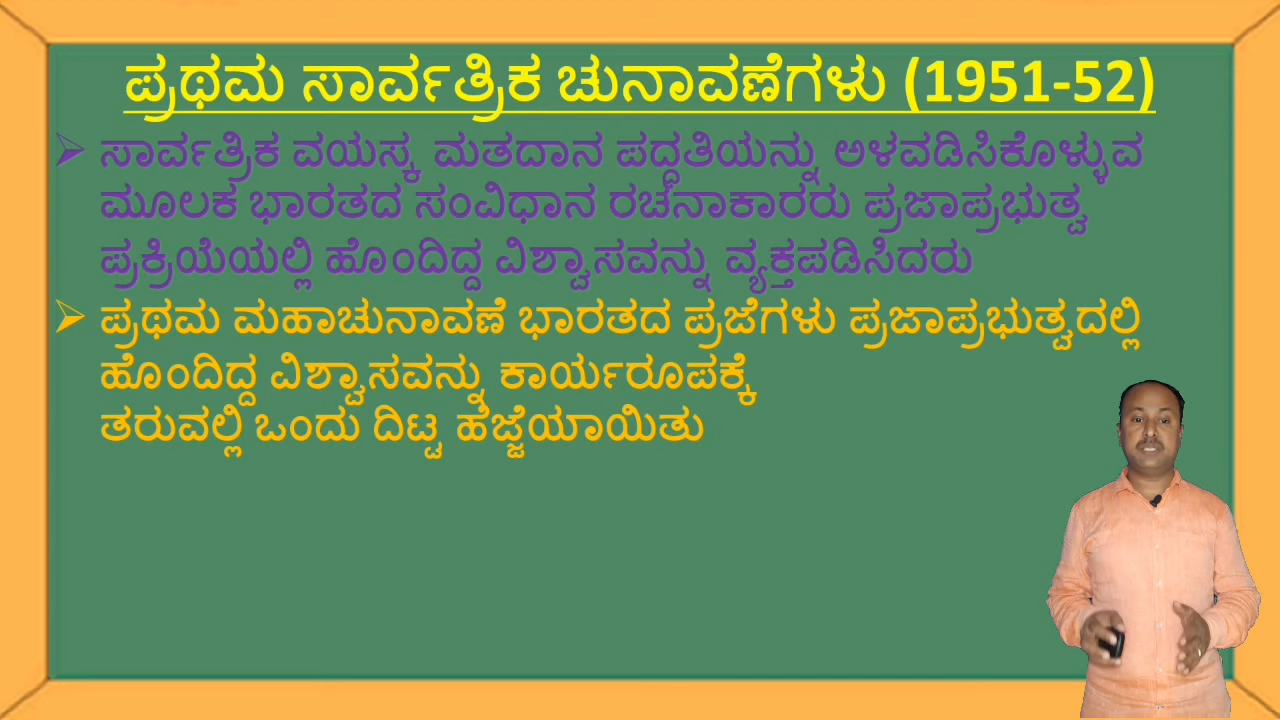 ಪ್ರಥಮ ಸಾರ್ವತ್ರಿಕ ಚುನಾವಣೆಗಳು (1951-52)
➢ ಸಾರ್ವತ್ರಿಕ ವಯಸ್ಕ ಮತದಾನ ಪದ್ದತಿಯನ್ನು ಅಳವಡಿಸಿಕೊಳ್ಳುವ
ಮೂಲಕ ಭಾರತದ ಸಂವಿಧಾನ ರಚನಾಕಾರರು ಪ್ರಜಾಪ್ರಭುತ್ವ
ಪ್ರಕ್ರಿಯೆಯಲ್ಲಿ ಹೊಂದಿದ್ದ ವಿಶ್ವಾಸವನ್ನು ವ್ಯಕ್ತಪಡಿಸಿದರು
➢ ಪ್ರಥಮ ಮಹಾಚುನಾವಣೆ ಭಾರತದ ಪ್ರಜೆಗಳು ಪ್ರಜಾಪ್ರಭುತ್ವದಲ್ಲಿ
ಹೊಂದಿದ್ದ ವಿಶ್ವಾಸವನ್ನು ಕಾರ್ಯರೂಪಕ್ಕೆ
ತರುವಲ್ಲಿ ಒಂದು ದಿಟ್ಟ ಹೆಜ್ಜೆಯಾಯಿತು